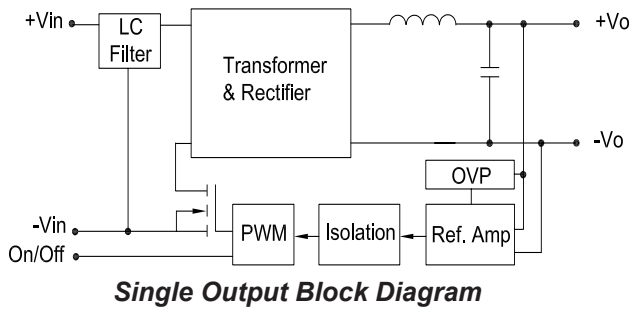 +Vin
LC
Filter
Transformer
& Rectifier
+Vo
-Vo
OVP
-Vin
On/Off
PWM
Isolation
Ref. Amp
Single Output Block Diagram